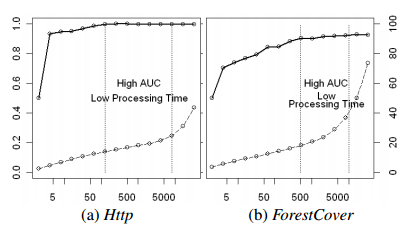 0.0 0.2 0.4 0.6 0.8 1.0
High AUC
Low Processing Time
5 50 500 5000
(a) Http
High AUC
Low
Processing Time
0 20 40 60 80 100
5 50 500 5000
(b) ForestCover